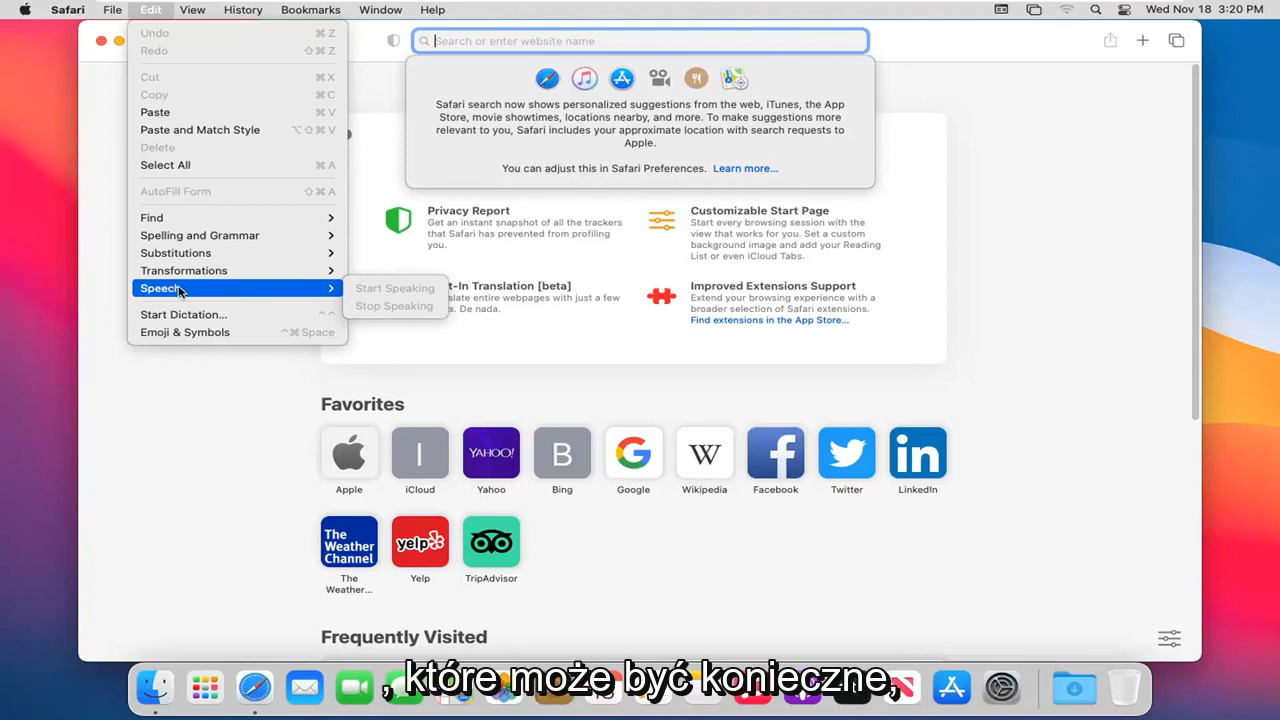 Safari File Edit View History Bookmarks Window Help Wed Nov 18 3:20 PM
Undo ⌘ Z
Redo ⇧ ⌘ Z
Cut ⌘ X
Copy ⌘ C
Paste ⌘ V
Paste and Match Style ⌥ ⇧ ⌘ V
Delete
Select All ⌘ A
AutoFill Form ⇧ ⌘ A
Find
Spelling and Grammar
Substitutions
Transformations
Speech
Start Dictation...
Emoji & Symbols ^ ⌘ Space
Start Speaking
Stop Speaking
Search or enter website name
Safari search now shows personalized suggestions from the web, iTunes, the App
Store, movie showtimes, locations nearby, and more. To make suggestions more
relevant to you, Safari includes your approximate location with search requests to
Apple.
You can adjust this in Safari Preferences. Learn more...
Privacy Report
Get an instant snapshot of all the trackers
that Safari has prevented from profiling
you.
Customizable Start Page
Start every browsing session with the
view that works for you. Set a custom
background image and add your Reading
List or even iCloud Tabs.
t-In Translation [beta]
slate entire webpages with just a few
s. De nada.
Improved Extensions Support
Extend your browsing experience with a
broader selection of Safari extensions.
Find extensions in the App Store...
Favorites
I
YAHOO!
B
G
W
f
in
Apple
iCloud
Yahoo
Bing
Google
Wikipedia
Facebook
Twitter
LinkedIn
The
Weather
Channel
yelp
The
Weather...
Yelp
TripAdvisor
Frequently Visited
, które może być konieczne,